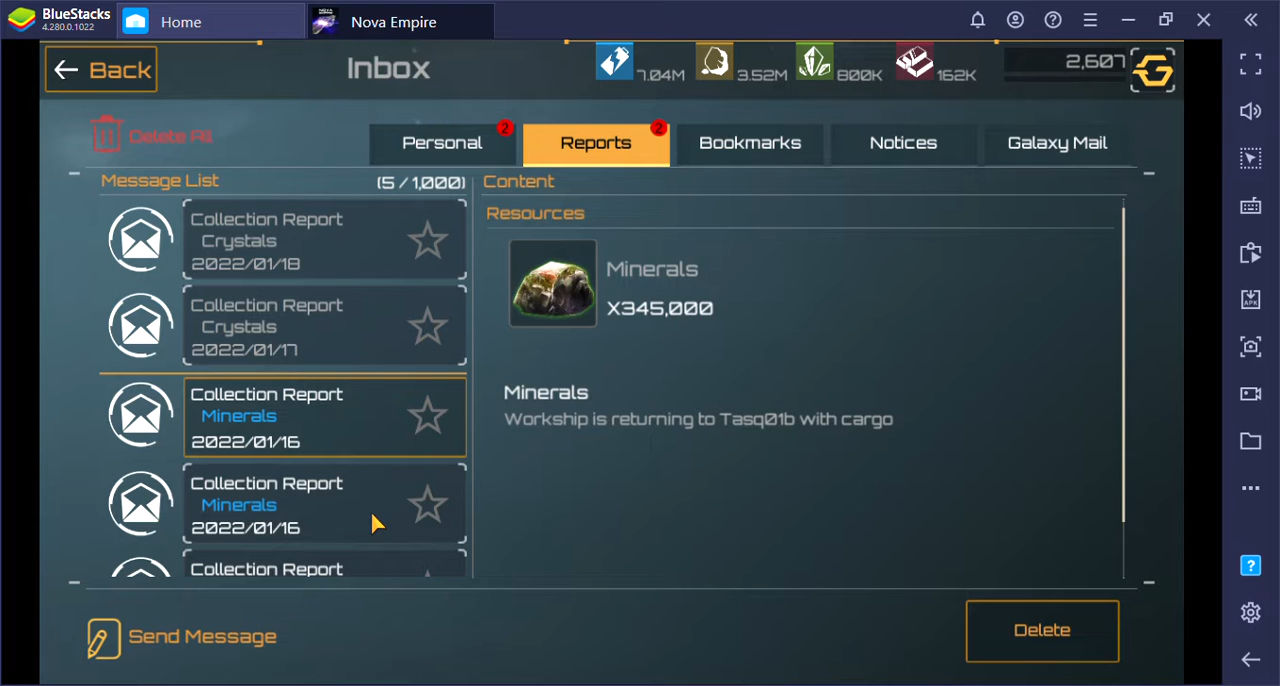 BlueStacks
4.280.0.1022
Home
Nova Empire
Back
Inbox
7.04M
3.52M
800K
162K
2,607
Delete All
Personal
2
Reports
2
Bookmarks
Notices
Galaxy Mail
Message List
(5 / 1,000)
Collection Report
Crystals
2022/01/18
Collection Report
Crystals
2022/01/17
Collection Report
Minerals
2022/01/16
Collection Report
Minerals
2022/01/16
Collection Report
Content
Resources
Minerals
X345,000
Minerals
Workship is returning to Tasq01b with cargo
Send Message
Delete